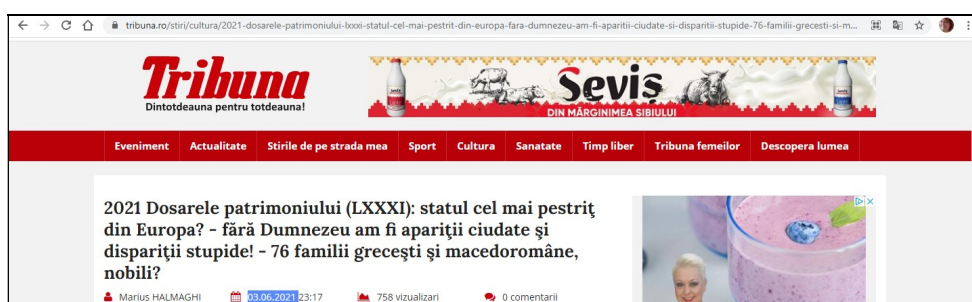 tribuna.ro/stiri/cultura/2021-dosarele-patrimoniului-lxxxi-statul-cel-mai-pestrit-din-europa-fara-dumnezeu-am-fi-aparitii-ciudate-si-disparitii-stupide-76-familii-grecesti-si-m...
Tribuna
Dintotdeauna pentru totdeauna!
Seviș
DIN MĂRGINIMEA SIBIULUI
Eveniment Actualitate Stirile de pe strada mea Sport Cultura Sanatate Timp liber Tribuna femeilor Descopera lumea
2021 Dosarele patrimoniului (LXXXI): statul cel mai pestriţ
din Europa? - fără Dumnezeu am fi apariţii ciudate şi
dispariţii stupide! - 76 familii greceşti şi macedoromâne,
nobili?
Marius HALMAGHI 03.06.2021 23:17 758 vizualizari 0 comentarii